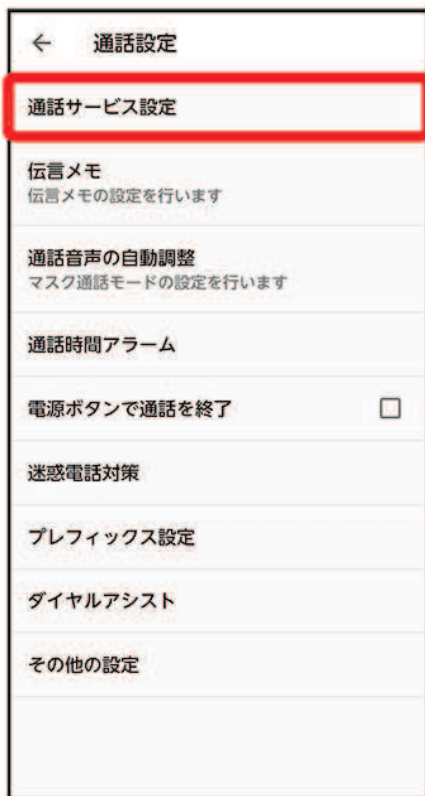 通話設定
通話サービス設定
伝言メモ
伝言メモの設定を行います
通話音声の自動調整
マスク通話モードの設定を行います
通話時間アラーム
電源ボタンで通話を終了
迷惑電話対策
プレフィックス設定
ダイヤルアシスト
その他の設定